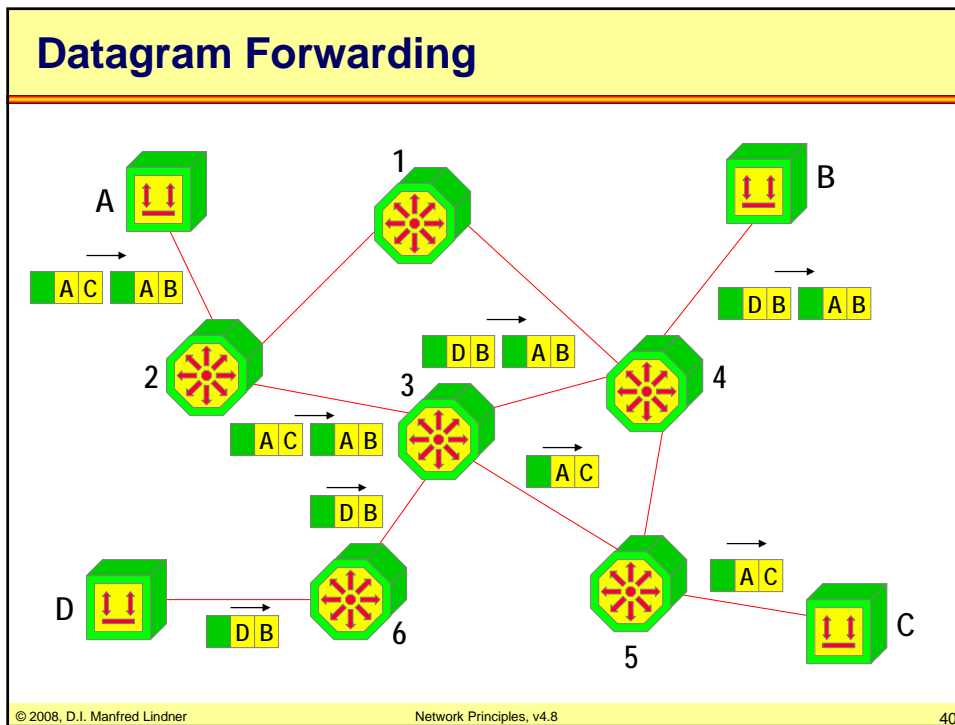 Datagram Forwarding
1
B
A
A C A B
D B A B
D B A B
2
3
4
A C A B
A C
D B
A C
D
D B
6
5
C
© 2008, D.I. Manfred Lindner Network Principles, v4.8 40